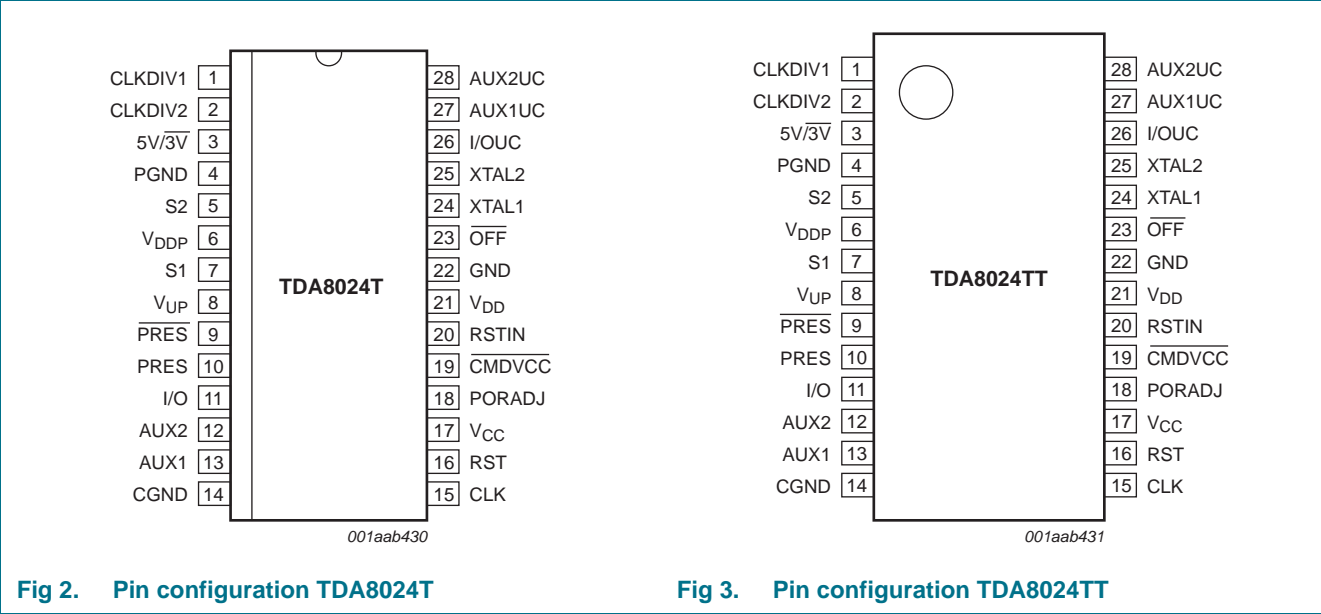 CLKDIV1 1
CLKDIV2 2
5V/3V̅ 3
PGND 4
S2 5
VDDP 6
S1 7
VUP 8
P̅R̅E̅S̅ 9
PRES 10
I/O 11
AUX2 12
AUX1 13
CGND 14
TDA8024T
28 AUX2UC
27 AUX1UC
26 I/OUC
25 XTAL2
24 XTAL1
23 O̅F̅F̅
22 GND
21 VDD
20 RSTIN
19 C̅M̅D̅V̅C̅C̅
18 PORADJ
17 VCC
16 RST
15 CLK
001aab430
Fig 2. Pin configuration TDA8024T
CLKDIV1 1
CLKDIV2 2
5V/3V̅ 3
PGND 4
S2 5
VDDP 6
S1 7
VUP 8
P̅R̅E̅S̅ 9
PRES 10
I/O 11
AUX2 12
AUX1 13
CGND 14
TDA8024TT
28 AUX2UC
27 AUX1UC
26 I/OUC
25 XTAL2
24 XTAL1
23 O̅F̅F̅
22 GND
21 VDD
20 RSTIN
19 C̅M̅D̅V̅C̅C̅
18 PORADJ
17 VCC
16 RST
15 CLK
001aab431
Fig 3. Pin configuration TDA8024TT